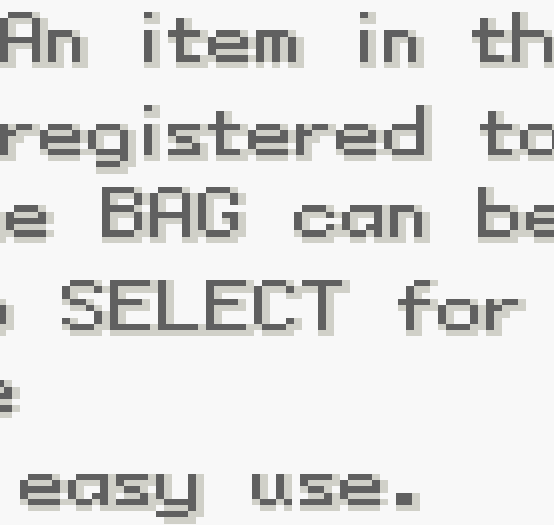 An item in th
registered to
e BAG can be
o SELECT for
e
easy use.